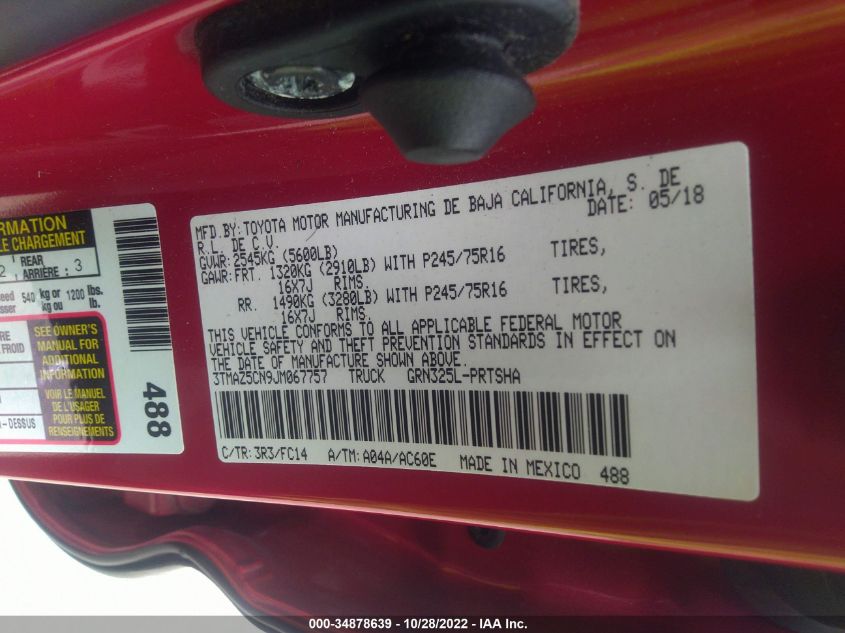 MFD.BY: TOYOTA MOTOR MANUFACTURING DE BAJA CALIFORNIA, S. DE
R.L. DE C.V. DATE: 05/18
GVWR: 2545KG (5600LB)
GAWR: FRT. 1320KG (2910LB) WITH P245/75R16 TIRES,
16X7J RIMS.
RR. 1490KG (3280LB) WITH P245/75R16 TIRES,
16X7J RIMS.
THIS VEHICLE CONFORMS TO ALL APPLICABLE FEDERAL MOTOR
VEHICLE SAFETY AND THEFT PREVENTION STANDARDS IN EFFECT ON
THE DATE OF MANUFACTURE SHOWN ABOVE.
3TMAZ5CN9JM067757 TRUCK GRN325L-PRTSHA
C/TR: 3R3/FC14 A/TM: A04A/AC60E MADE IN MEXICO 488
CHARGEMENT
2 REAR
ARRIÈRE : 3
540 kg or 1200 lbs.
kg ou lb.
SEE OWNER'S
MANUAL FOR
ADDITIONAL
INFORMATION
VOIR LE MANUEL
DE L'USAGER
POUR PLUS DE
RENSEIGNEMENTS
FROID
-DESSUS
488
000-34878639 - 10/28/2022 - IAA Inc.